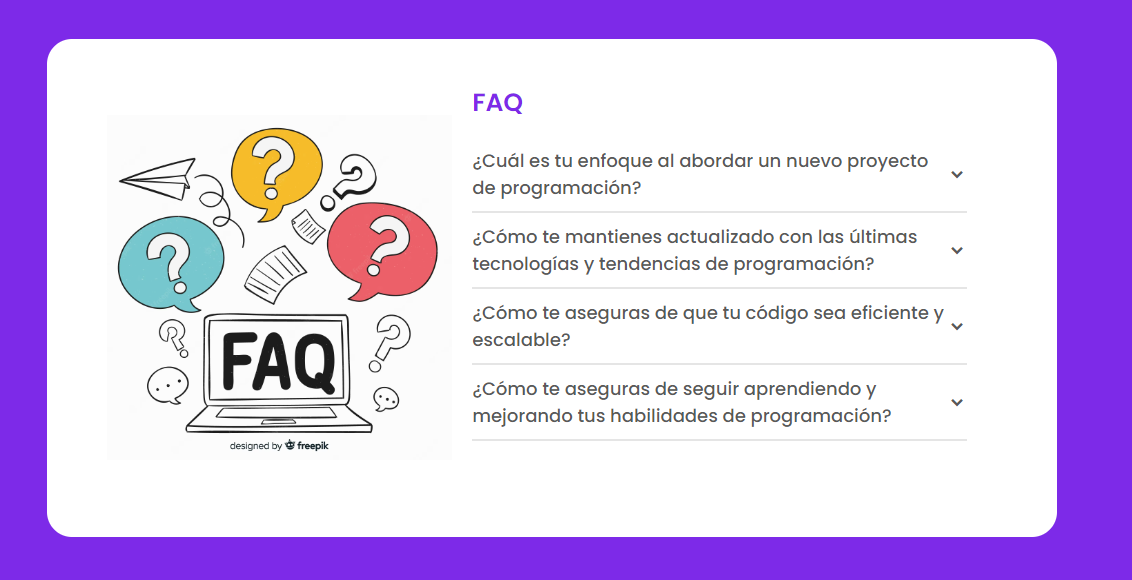 FAQ
¿Cuál es tu enfoque al abordar un nuevo proyecto
de programación?
¿Cómo te mantienes actualizado con las últimas
tecnologías y tendencias de programación?
¿Cómo te aseguras de que tu código sea eficiente y
escalable?
¿Cómo te aseguras de seguir aprendiendo y
mejorando tus habilidades de programación?
? ? ? ? ? ?
FAQ
designed by freepik